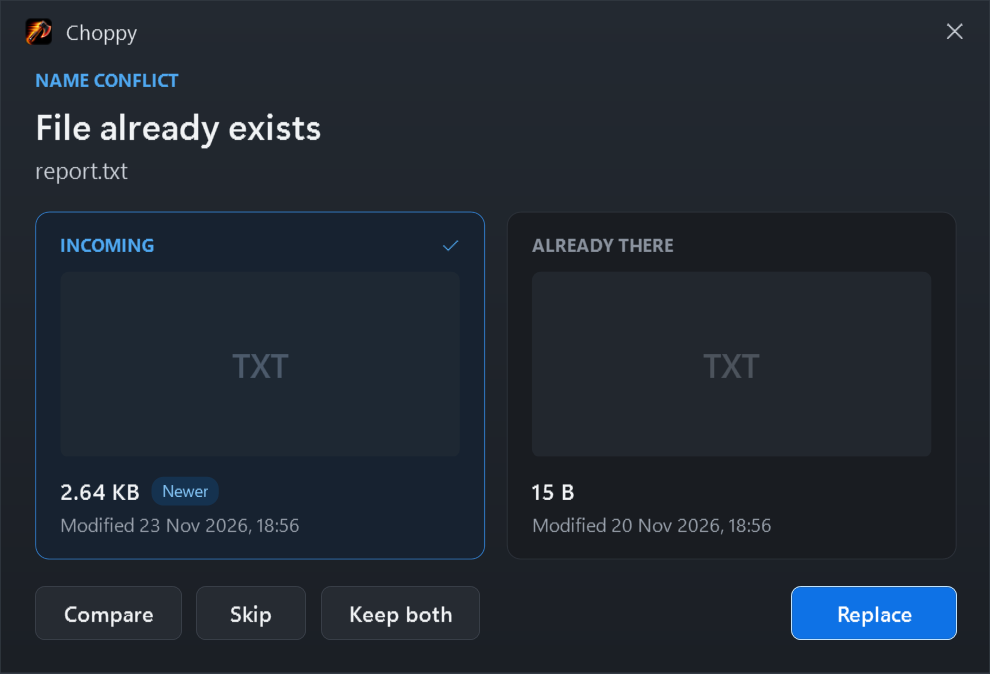 Choppy
NAME CONFLICT
File already exists
report.txt
INCOMING
TXT
2.64 KB Newer
Modified 23 Nov 2026, 18:56
ALREADY THERE
TXT
15 B
Modified 20 Nov 2026, 18:56
Compare Skip Keep both Replace